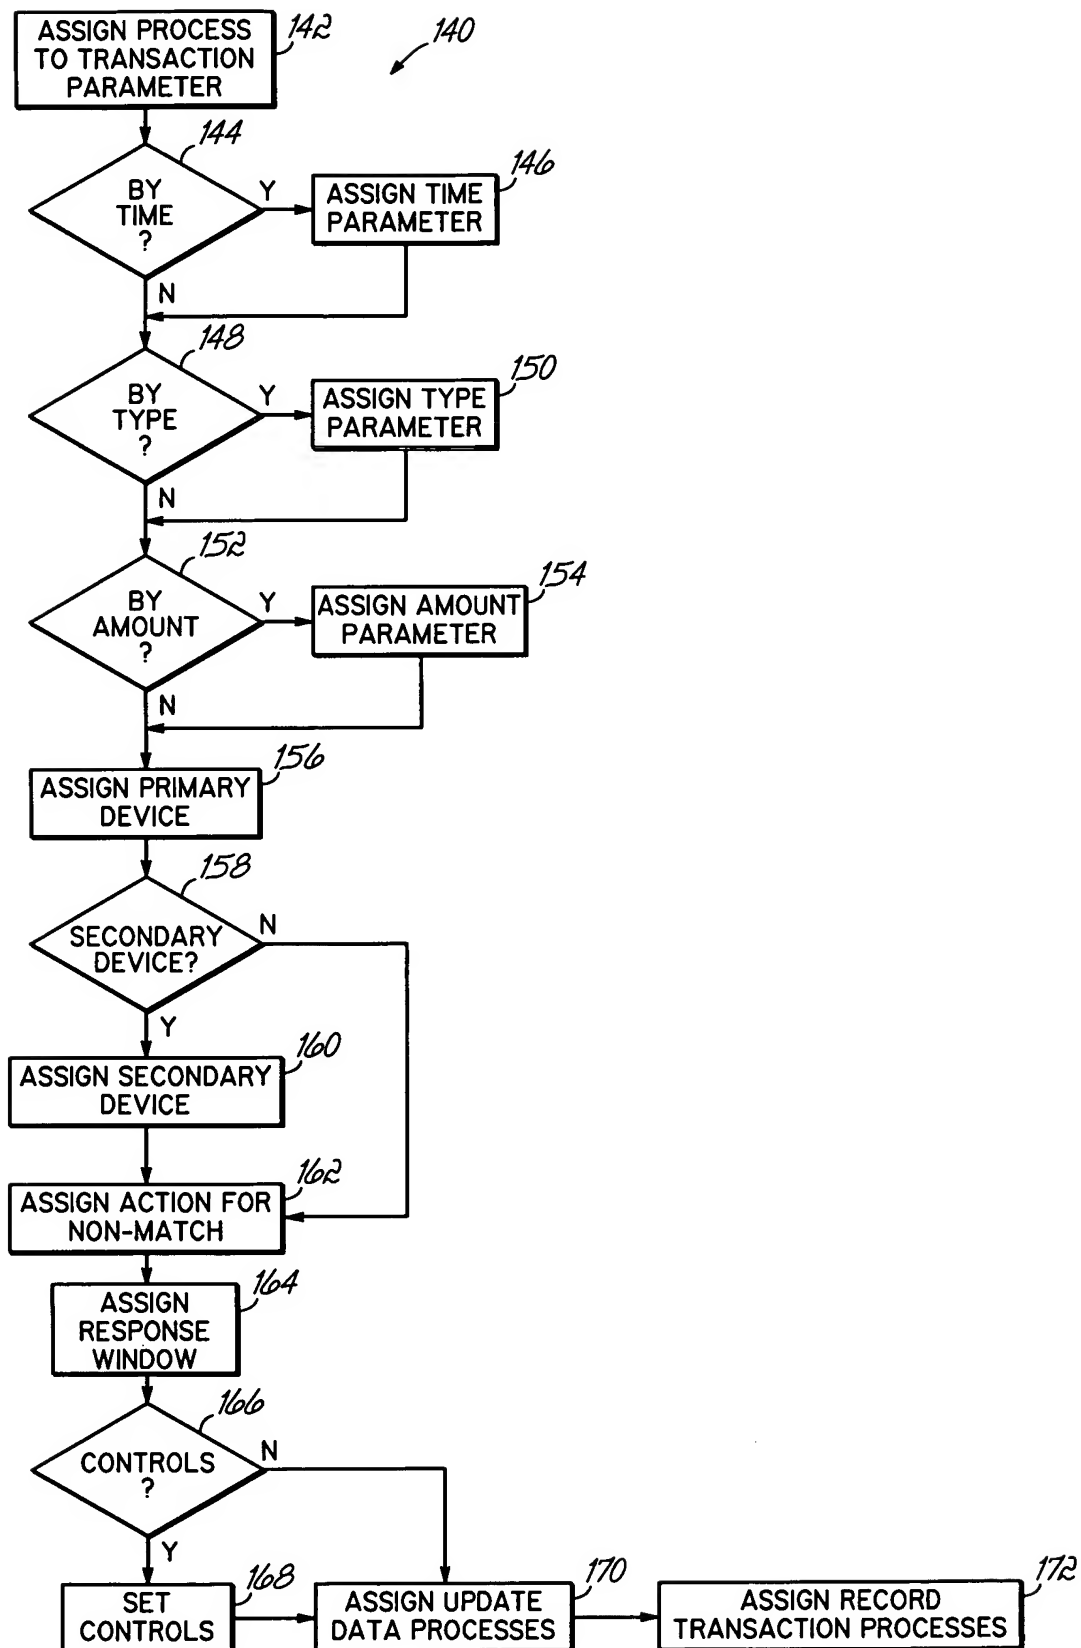 ASSIGN PROCESS
TO TRANSACTION
PARAMETER
142
140
144
BY
TIME
?
Y
ASSIGN TIME
PARAMETER
146
N
148
BY
TYPE
?
Y
ASSIGN TYPE
PARAMETER
150
N
152
BY
AMOUNT
?
Y
ASSIGN AMOUNT
PARAMETER
154
N
156
ASSIGN PRIMARY
DEVICE
158
SECONDARY
DEVICE?
N
Y
160
ASSIGN SECONDARY
DEVICE
162
ASSIGN ACTION FOR
NON-MATCH
164
ASSIGN
RESPONSE
WINDOW
166
CONTROLS
?
N
Y
SET
CONTROLS
168
ASSIGN UPDATE
DATA PROCESSES
170
ASSIGN RECORD
TRANSACTION PROCESSES
172